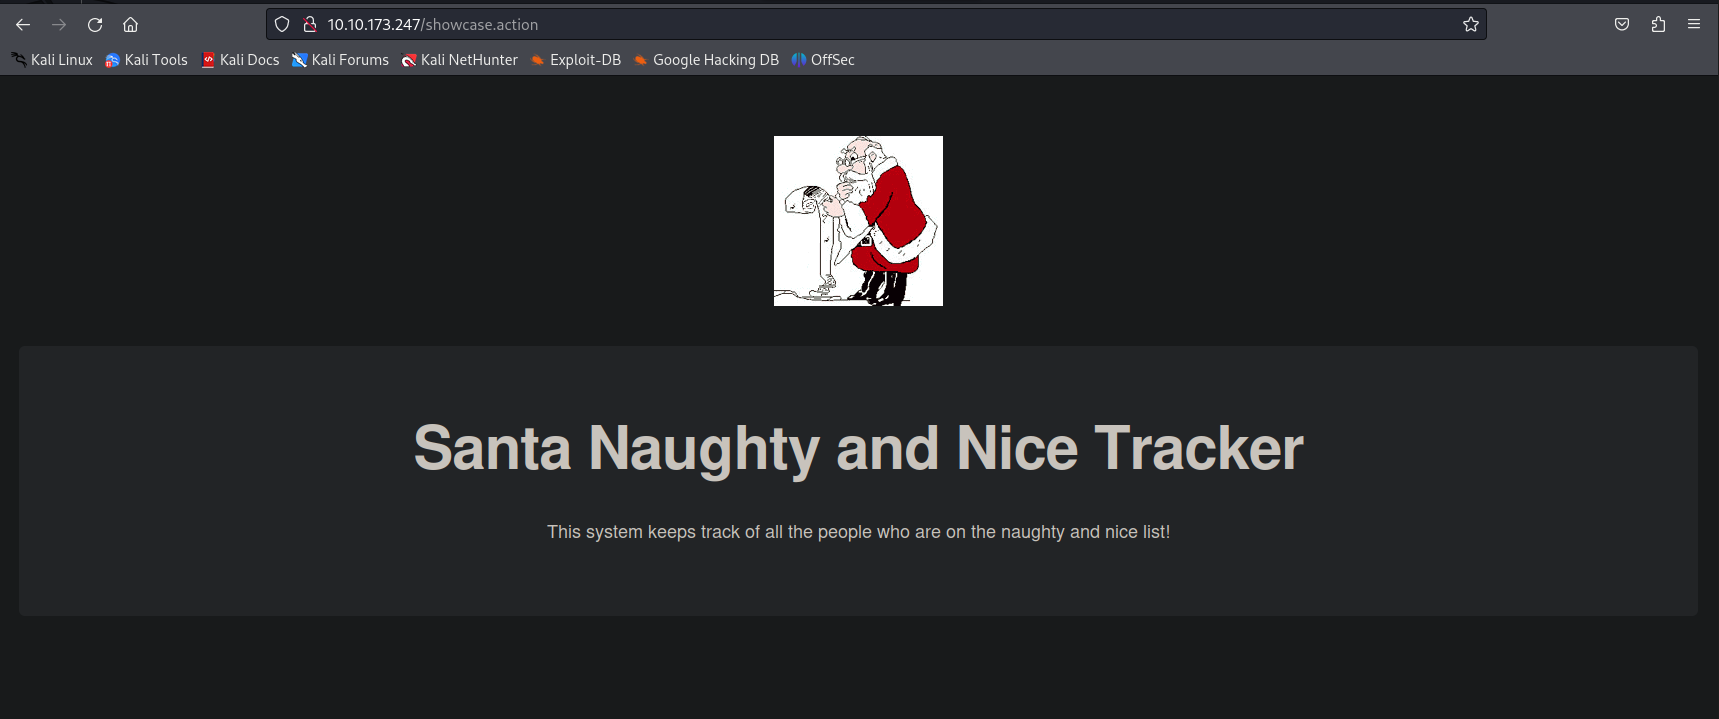 10.10.173.247/showcase.action
Kali Linux Kali Tools Kali Docs Kali Forums Kali NetHunter Exploit-DB Google Hacking DB OffSec
Santa Naughty and Nice Tracker
This system keeps track of all the people who are on the naughty and nice list!